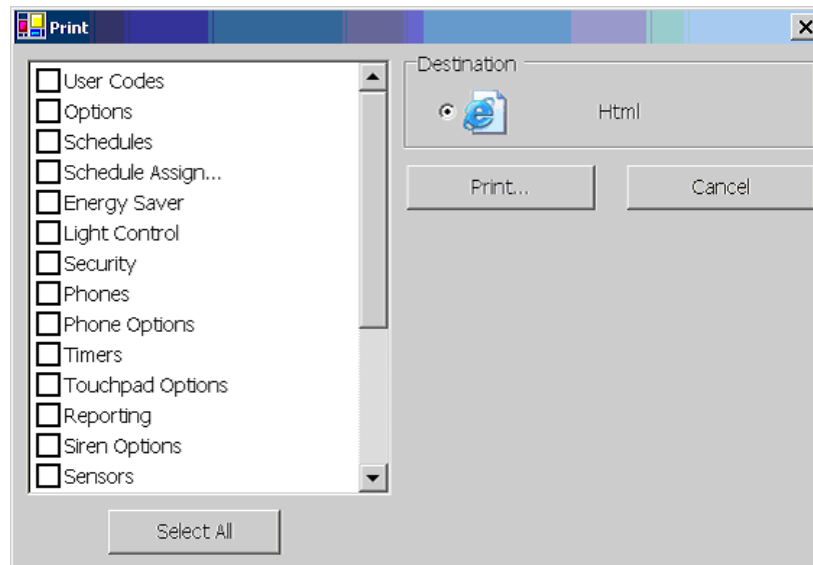 Print
User Codes
Options
Schedules
Schedule Assign...
Energy Saver
Light Control
Security
Phones
Phone Options
Timers
Touchpad Options
Reporting
Siren Options
Sensors
Select All
Destination
Html
Print...
Cancel